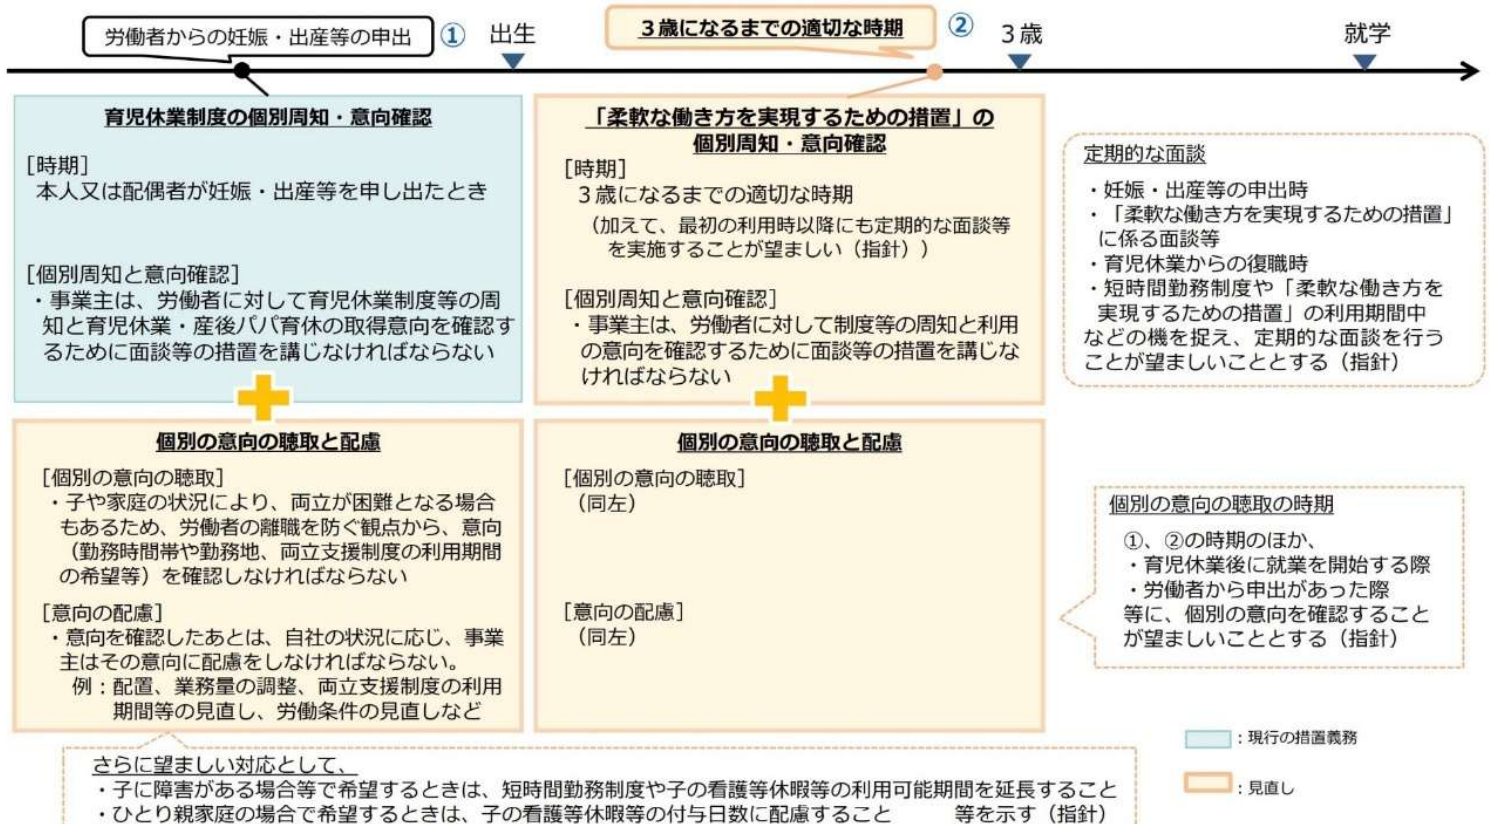 労働者からの妊娠・出産等の申出
①
出生
3歳になるまでの適切な時期
②
3歳
就学
育児休業制度の個別周知・意向確認
[時期]
本人又は配偶者が妊娠・出産等を申し出たとき
[個別周知と意向確認]
・事業主は、労働者に対して育児休業制度等の周
知と育児休業・産後パパ育休の取得意向を確認す
るために面談等の措置を講じなければならない
「柔軟な働き方を実現するための措置」の
個別周知・意向確認
[時期]
3歳になるまでの適切な時期
（加えて、最初の利用時以降にも定期的な面談等
を実施することが望ましい（指針））
[個別周知と意向確認]
・事業主は、労働者に対して制度等の周知と利用
の意向を確認するために面談等の措置を講じな
ければならない
定期的な面談
・妊娠・出産等の申出時
・「柔軟な働き方を実現するための措置」
に係る面談等
・育児休業からの復職時
・短時間勤務制度や「柔軟な働き方を
実現するための措置」の利用期間中
などの機を捉え、定期的な面談を行う
ことが望ましいこととする（指針）
個別の意向の聴取と配慮
[個別の意向の聴取]
・子や家庭の状況により、両立が困難となる場合
もあるため、労働者の離職を防ぐ観点から、意向
（勤務時間帯や勤務地、両立支援制度の利用期間
の希望等）を確認しなければならない
[意向の配慮]
・意向を確認したあとは、自社の状況に応じ、事業
主はその意向に配慮をしなければならない。
例：配置、業務量の調整、両立支援制度の利用
期間等の見直し、労働条件の見直しなど
個別の意向の聴取と配慮
[個別の意向の聴取]
（同左）
[意向の配慮]
（同左）
個別の意向の聴取の時期
①、②の時期のほか、
・育児休業後に就業を開始する際
・労働者から申出があった際
等に、個別の意向を確認すること
が望ましいこととする（指針）
：現行の措置義務
：見直し
さらに望ましい対応として、
・子に障害がある場合等で希望するときは、短時間勤務制度や子の看護等休暇等の利用可能期間を延長すること
・ひとり親家庭の場合で希望するときは、子の看護等休暇等の付与日数に配慮すること　等を示す（指針）